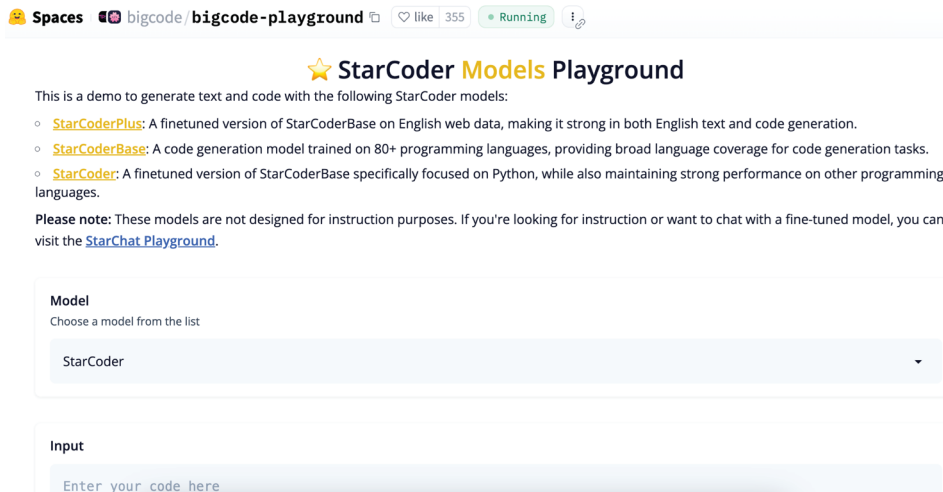 Spaces bigcode/bigcode-playground like 355 Running
StarCoder Models Playground
This is a demo to generate text and code with the following StarCoder models:
StarCoderPlus: A finetuned version of StarCoderBase on English web data, making it strong in both English text and code generation.
StarCoderBase: A code generation model trained on 80+ programming languages, providing broad language coverage for code generation tasks.
StarCoder: A finetuned version of StarCoderBase specifically focused on Python, while also maintaining strong performance on other programming
languages.
Please note: These models are not designed for instruction purposes. If you're looking for instruction or want to chat with a fine-tuned model, you can
visit the StarChat Playground.
Model
Choose a model from the list
StarCoder
Input
Enter your code here